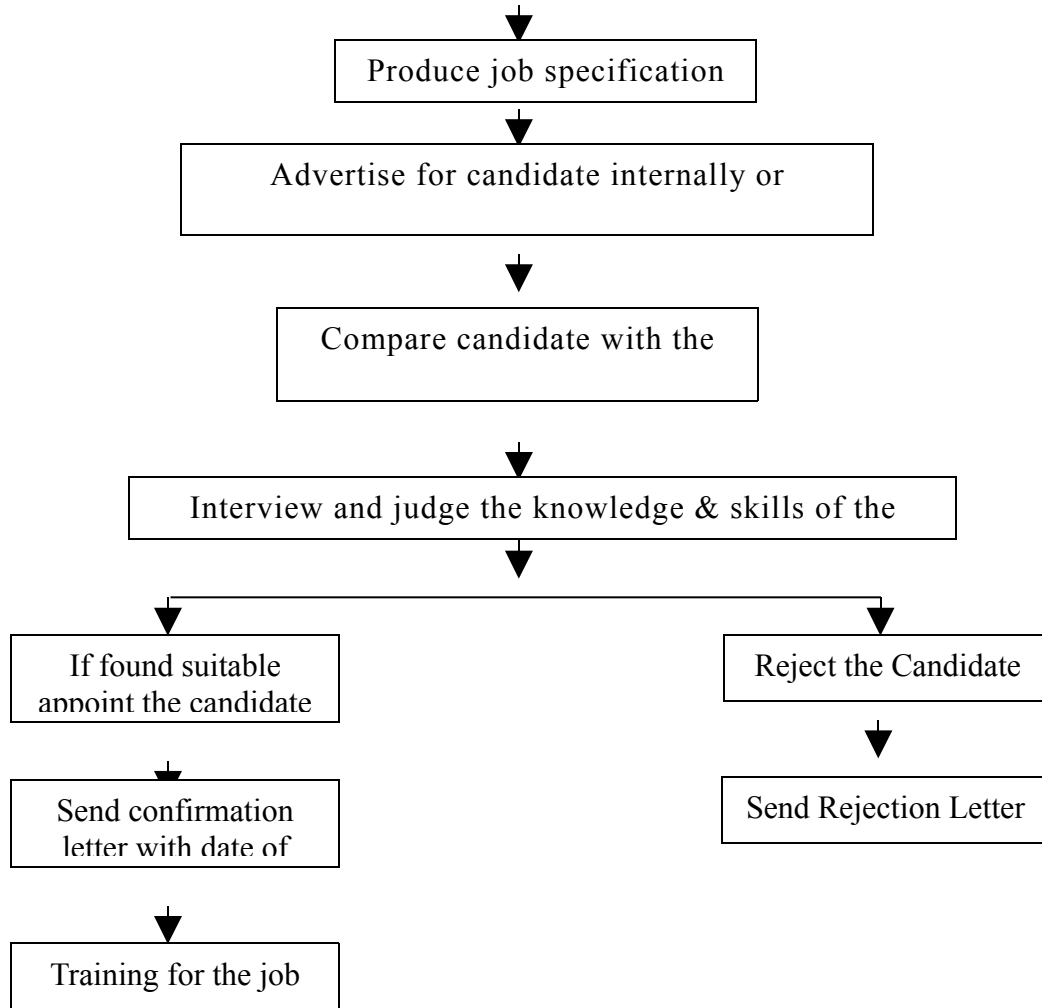 Produce job specification
Advertise for candidate internally or
Compare candidate with the
Interview and judge the knowledge & skills of the
If found suitable
appoint the candidate
Reject the Candidate
Send confirmation
letter with date of
Send Rejection Letter
Training for the job